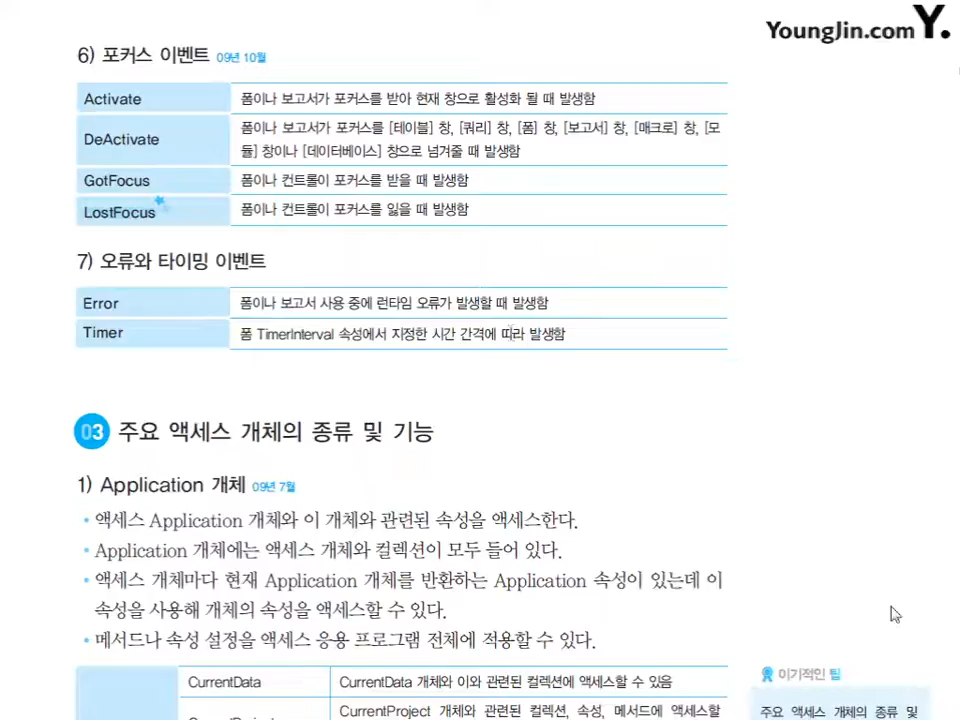 YoungJin.com Y.
6) 포커스 이벤트 09년 10월
Activate 폼이나 보고서가 포커스를 받아 현재 창으로 활성화 될 때 발생함
DeActivate 폼이나 보고서가 포커스를 [테이블] 창, [쿼리] 창, [폼] 창, [보고서] 창, [매크로] 창, [모
듈] 창이나 [데이터베이스] 창으로 넘겨줄 때 발생함
GotFocus 폼이나 컨트롤이 포커스를 받을 때 발생함
LostFocus 폼이나 컨트롤이 포커스를 잃을 때 발생함
7) 오류와 타이밍 이벤트
Error 폼이나 보고서 사용 중에 런타임 오류가 발생할 때 발생함
Timer 폼 TimerInterval 속성에서 지정한 시간 간격에 따라 발생함
03 주요 액세스 개체의 종류 및 기능
1) Application 개체 09년 7월
• 액세스 Application 개체와 이 개체와 관련된 속성을 액세스한다.
• Application 개체에는 액세스 개체와 컬렉션이 모두 들어 있다.
• 액세스 개체마다 현재 Application 개체를 반환하는 Application 속성이 있는데 이
속성을 사용해 개체의 속성을 액세스할 수 있다.
• 메서드나 속성 설정을 액세스 응용 프로그램 전체에 적용할 수 있다.
CurrentData CurrentData 개체와 이와 관련된 컬렉션에 액세스할 수 있음
CurrentProject 개체와 관련된 컬렉션, 속성, 메서드에 액세스할
이기적인 팁
주요 액세스 개체의 종류 및